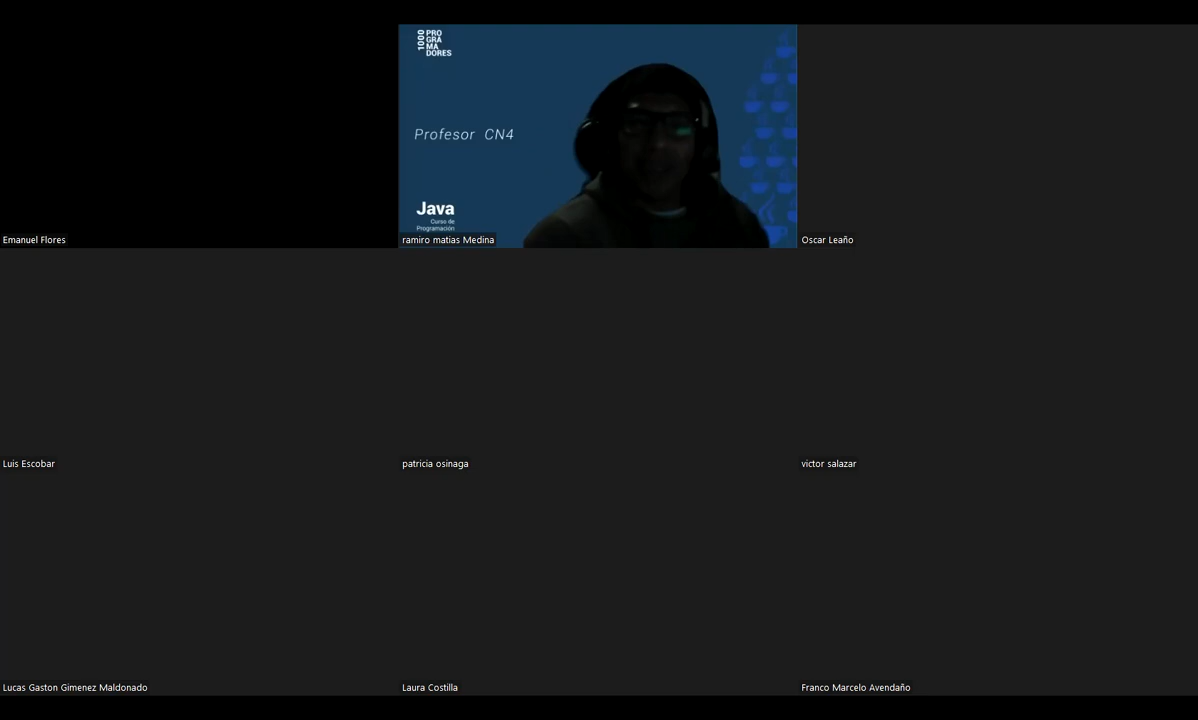 1000
PRO
GRA
MA
DORES
Profesor CN4
Java
Curso de
Programación
Emanuel Flores
ramiro matias Medina
Oscar Leaño
Luis Escobar
patricia osinaga
victor salazar
Lucas Gaston Gimenez Maldonado
Laura Costilla
Franco Marcelo Avendaño